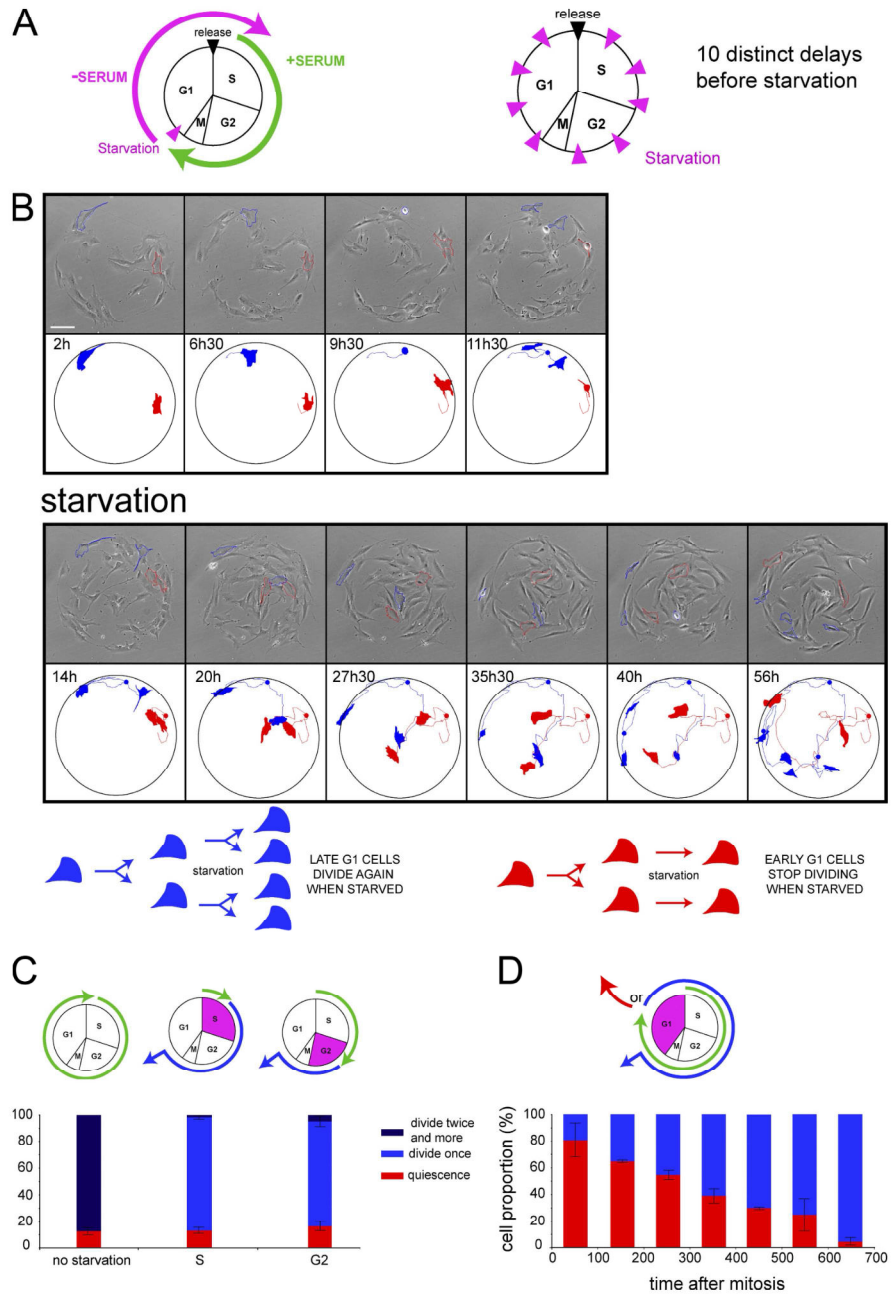 A
release
-SERUM
+SERUM
G1
S
M
G2
Starvation
release
G1
S
M
G2
Starvation
10 distinct delays
before starvation
B
2h
6h30
9h30
11h30
starvation
14h
20h
27h30
35h30
40h
56h
starvation
LATE G1 CELLS
DIVIDE AGAIN
WHEN STARVED
starvation
EARLY G1 CELLS
STOP DIVIDING
WHEN STARVED
C
G1
S
M
G2
G1
S
M
G2
G1
S
M
G2
100
80
60
40
20
0
no starvation
S
G2
divide twice
and more
divide once
quiescence
D
or
G1
S
M
G2
cell proportion (%)
100
80
60
40
20
0
0
100
200
300
400
500
600
700
time after mitosis